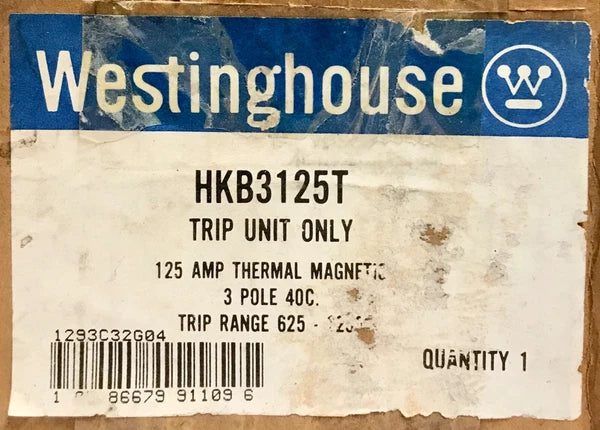 Westinghouse
HKB3125T
TRIP UNIT ONLY
125 AMP THERMAL MAGNETIC
3 POLE 40C.
TRIP RANGE 625 -
1293C32G04
QUANTITY 1
1 86679 91109 6